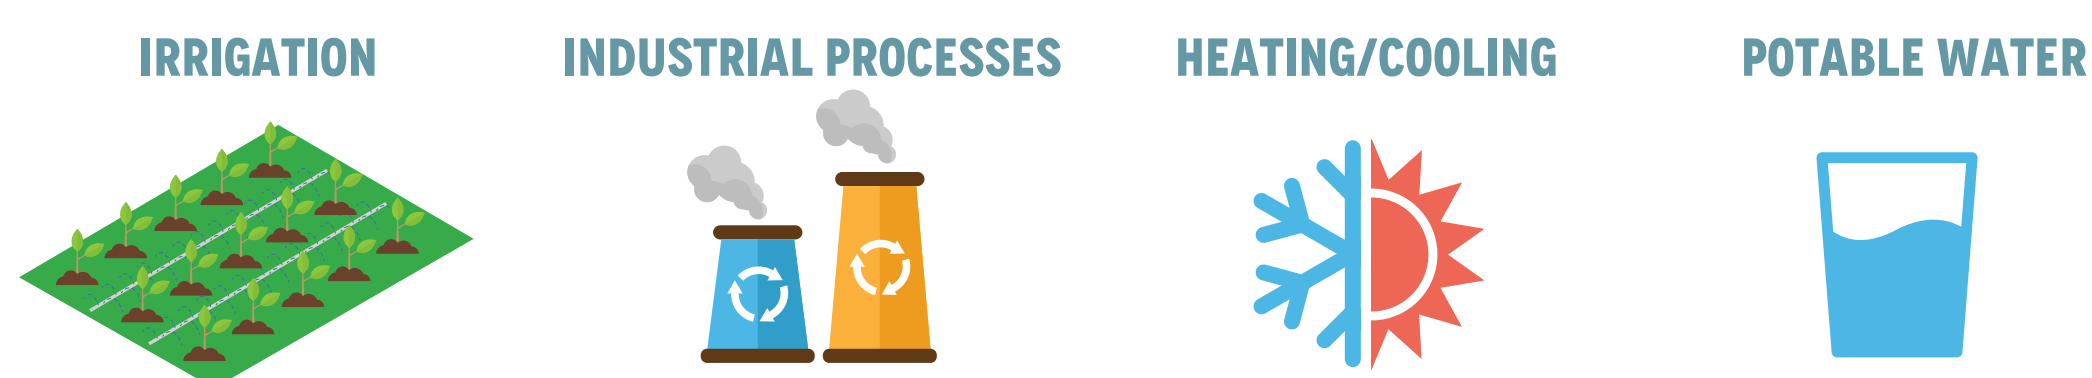 IRRIGATION
INDUSTRIAL PROCESSES
HEATING/COOLING
POTABLE WATER